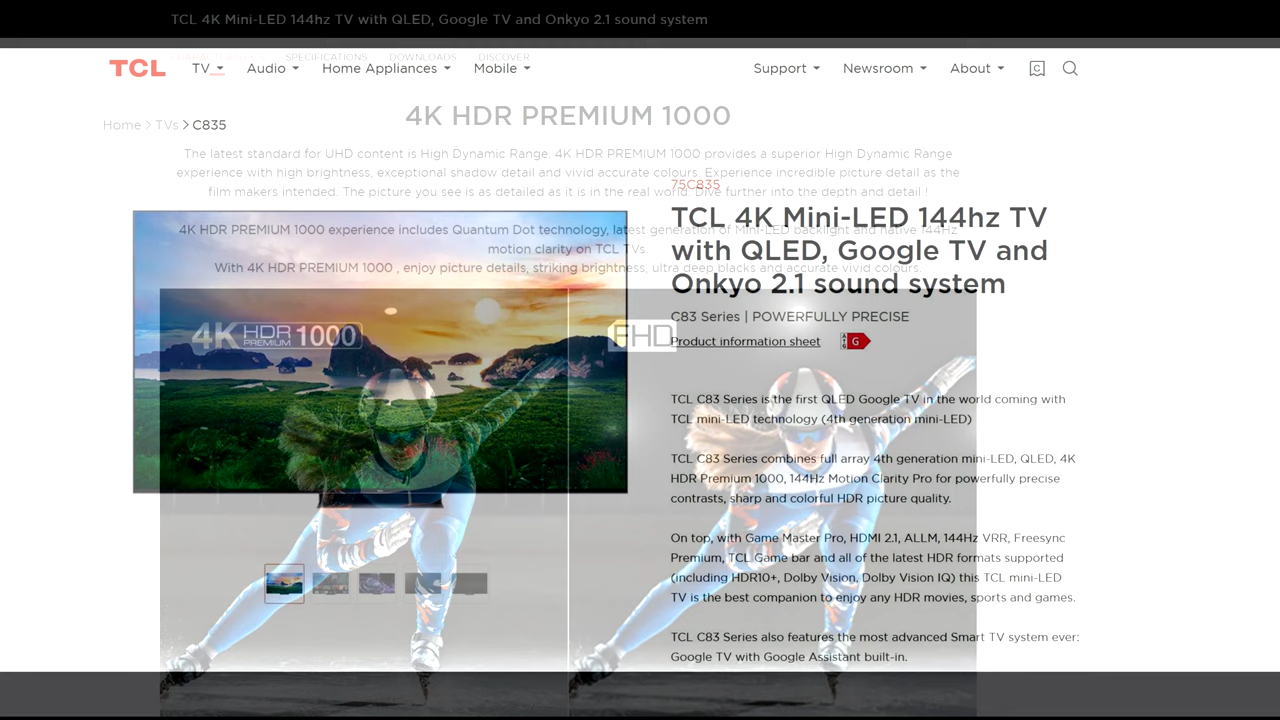 TCL 4K Mini-LED 144hz TV with QLED, Google TV and Onkyo 2.1 sound system
SPECIFICATIONS DOWNLOADS DISCOVER
TCL TV Audio Home Appliances Mobile Support Newsroom About
4K HDR PREMIUM 1000
Home > TVs > C835
The latest standard for UHD content is High Dynamic Range. 4K HDR PREMIUM 1000 provides a superior High Dynamic Range
experience with high brightness, exceptional shadow detail and vivid accurate colours. Experience incredible picture detail as the
film makers intended. The picture you see is as detailed as it is in the real world. Dive further into the depth and detail !
4K HDR PREMIUM 1000 experience includes Quantum Dot technology, latest generation of Mini-LED backlight and native 144Hz
motion clarity on TCL TVs.
With 4K HDR PREMIUM 1000 , enjoy picture details, striking brightness, ultra deep blacks and accurate vivid colours.
75C835
TCL 4K Mini-LED 144hz TV
with QLED, Google TV and
Onkyo 2.1 sound system
C83 Series | POWERFULLY PRECISE
4K HDR PREMIUM 1000
FHD
Product information sheet
G
TCL C83 Series is the first QLED Google TV in the world coming with
TCL mini-LED technology (4th generation mini-LED)
TCL C83 Series combines full array 4th generation mini-LED, QLED, 4K
HDR Premium 1000, 144Hz Motion Clarity Pro for powerfully precise
contrasts, sharp and colorful HDR picture quality.
On top, with Game Master Pro, HDMI 2.1, ALLM, 144Hz VRR, Freesync
Premium, TCL Game bar and all of the latest HDR formats supported
(including HDR10+, Dolby Vision, Dolby Vision IQ) this TCL mini-LED
TV is the best companion to enjoy any HDR movies, sports and games.
TCL C83 Series also features the most advanced Smart TV system ever:
Google TV with Google Assistant built-in.